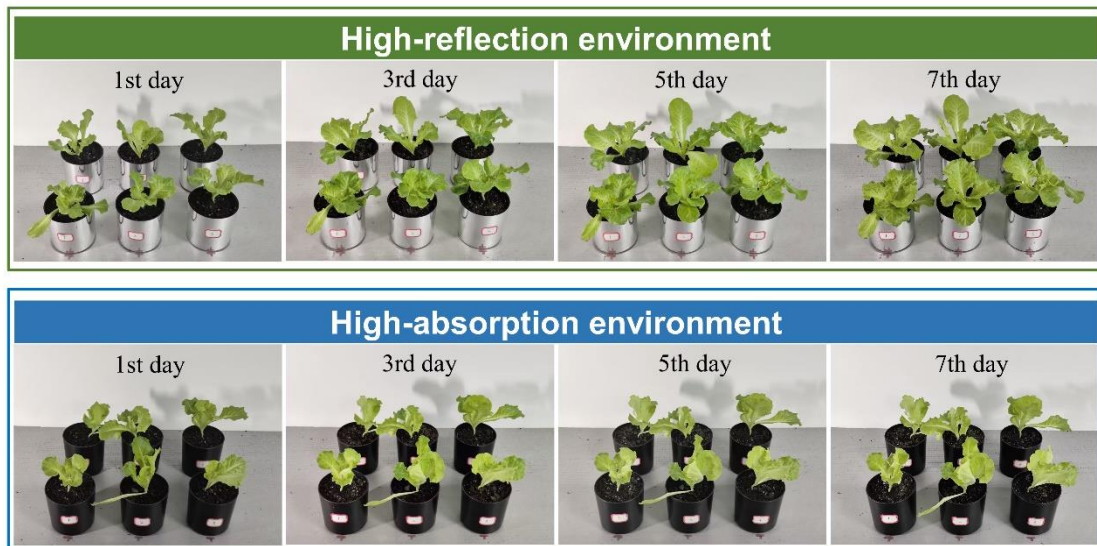 High-reflection environment
1st day
3rd day
5th day
7th day
High-absorption environment
1st day
3rd day
5th day
7th day